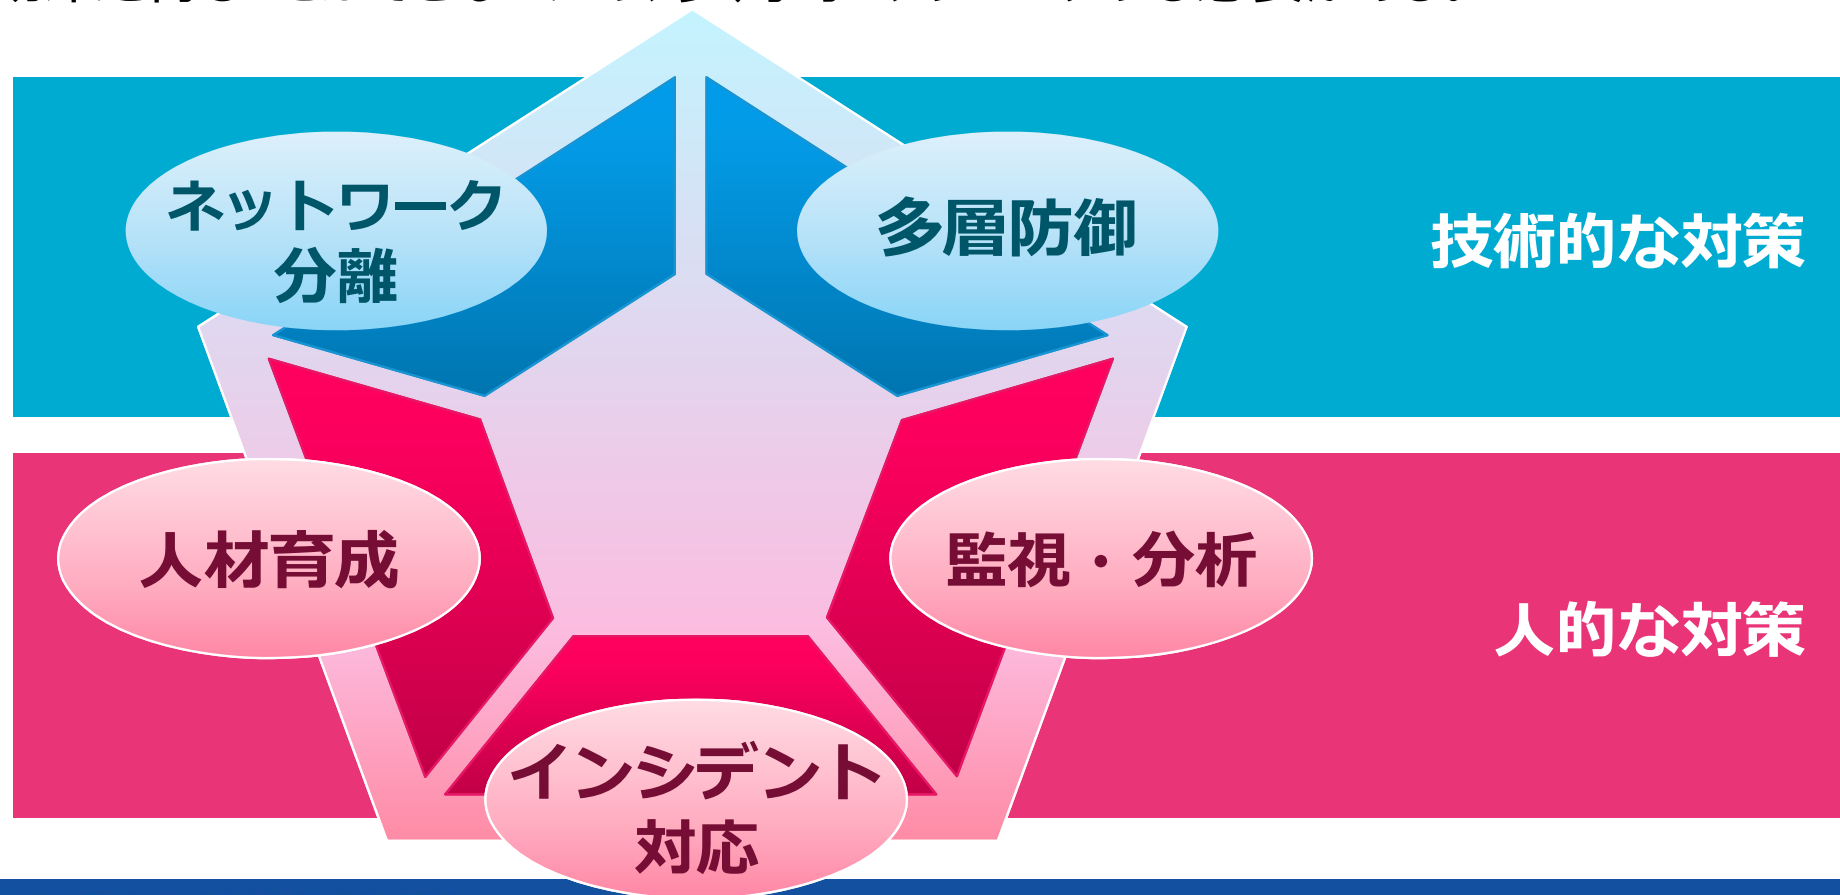 ネットワーク
分離
多層防御
技術的な対策
人材育成
監視・分析
人的な対策
インシデント
対応